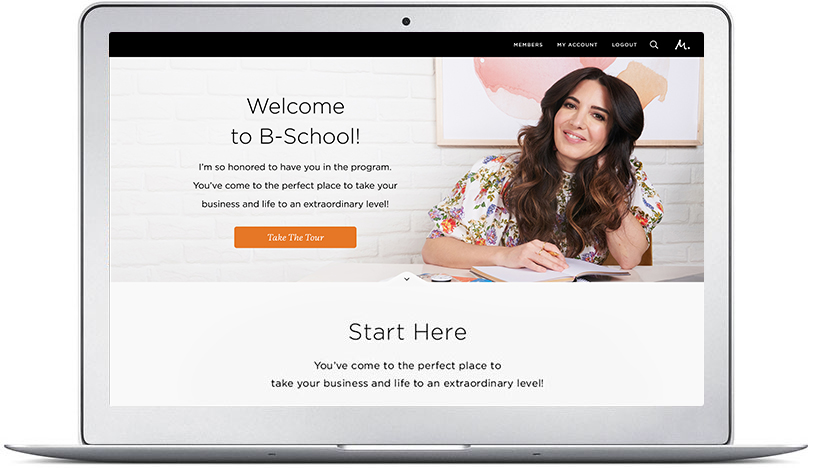 MEMBERS MY ACCOUNT LOGOUT M.
Welcome
to B-School!
I'm so honored to have you in the program.
You've come to the perfect place to take your
business and life to an extraordinary level!
Take The Tour
Start Here
You've come to the perfect place to
take your business and life to an extraordinary level!